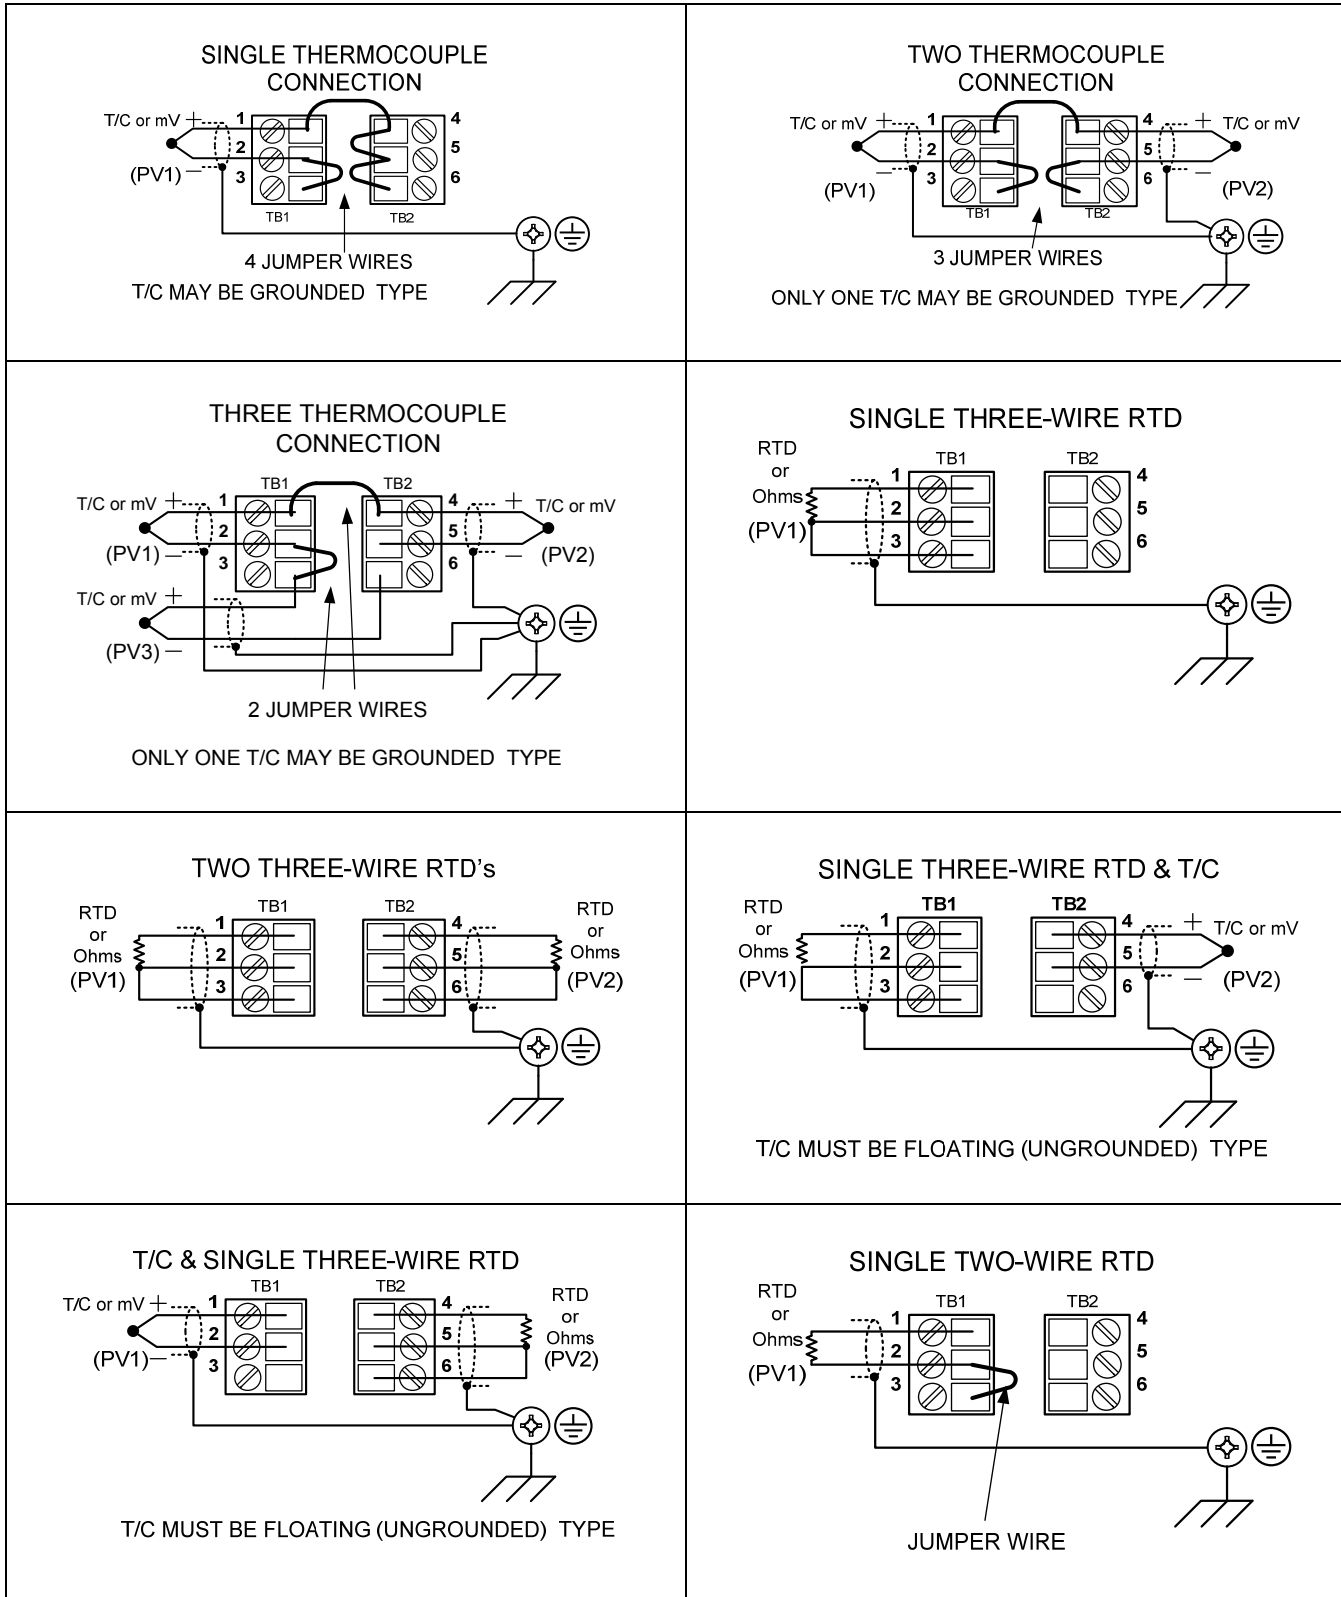 SINGLE THERMOCOUPLE
CONNECTION
T/C or mV +
(PV1) −
1
2
3
4
5
6
TB1
TB2
4 JUMPER WIRES
T/C MAY BE GROUNDED TYPE
TWO THERMOCOUPLE
CONNECTION
T/C or mV +
− 
(PV1)
1
2
3
4
5
6
+ T/C or mV
−
(PV2)
TB1
TB2
3 JUMPER WIRES
ONLY ONE T/C MAY BE GROUNDED TYPE
THREE THERMOCOUPLE
CONNECTION
TB1
TB2
T/C or mV +
(PV1) −
1
2
3
4
5
6
+ T/C or mV
− (PV2)
T/C or mV +
(PV3) −
2 JUMPER WIRES
ONLY ONE T/C MAY BE GROUNDED TYPE
SINGLE THREE-WIRE RTD
RTD
or
Ohms
(PV1)
TB1
TB2
1
2
3
4
5
6
TWO THREE-WIRE RTD's
RTD
or
Ohms
(PV1)
TB1
TB2
1
2
3
4
5
6
RTD
or
Ohms
(PV2)
SINGLE THREE-WIRE RTD & T/C
RTD
or
Ohms
(PV1)
TB1
TB2
1
2
3
4
5
6
+ T/C or mV
− (PV2)
T/C MUST BE FLOATING (UNGROUNDED) TYPE
T/C & SINGLE THREE-WIRE RTD
TB1
TB2
T/C or mV +
(PV1) −
1
2
3
4
5
6
RTD
or
Ohms
(PV2)
T/C MUST BE FLOATING (UNGROUNDED) TYPE
SINGLE TWO-WIRE RTD
RTD
or
Ohms
(PV1)
TB1
TB2
1
2
3
4
5
6
JUMPER WIRE